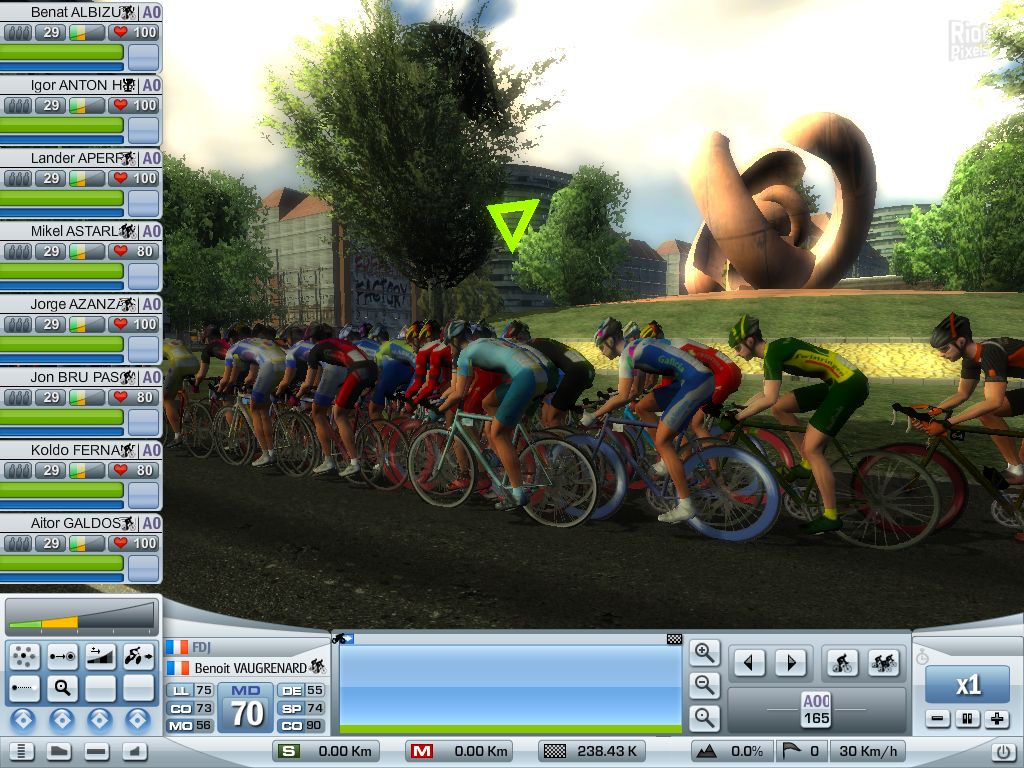 Benat ALBIZU
A0
29
100
Igor ANTON H
A0
29
100
Lander APERR
A0
29
100
Mikel ASTARL
A0
29
80
Jorge AZANZA
A0
29
100
Jon BRU PAS
A0
29
80
Koldo FERNA
A0
29
80
Aitor GALDOS
A0
29
100
Riot
Pixels
FACTORY
FDJ
Benoit VAUGRENARD
LL 75
CO 73
MO 56
MD
70
DE 55
SP 74
CO 90
A00
165
x1
S 0.00 Km
M 0.00 Km
238.43 K
0.0%
0
30 Km/h